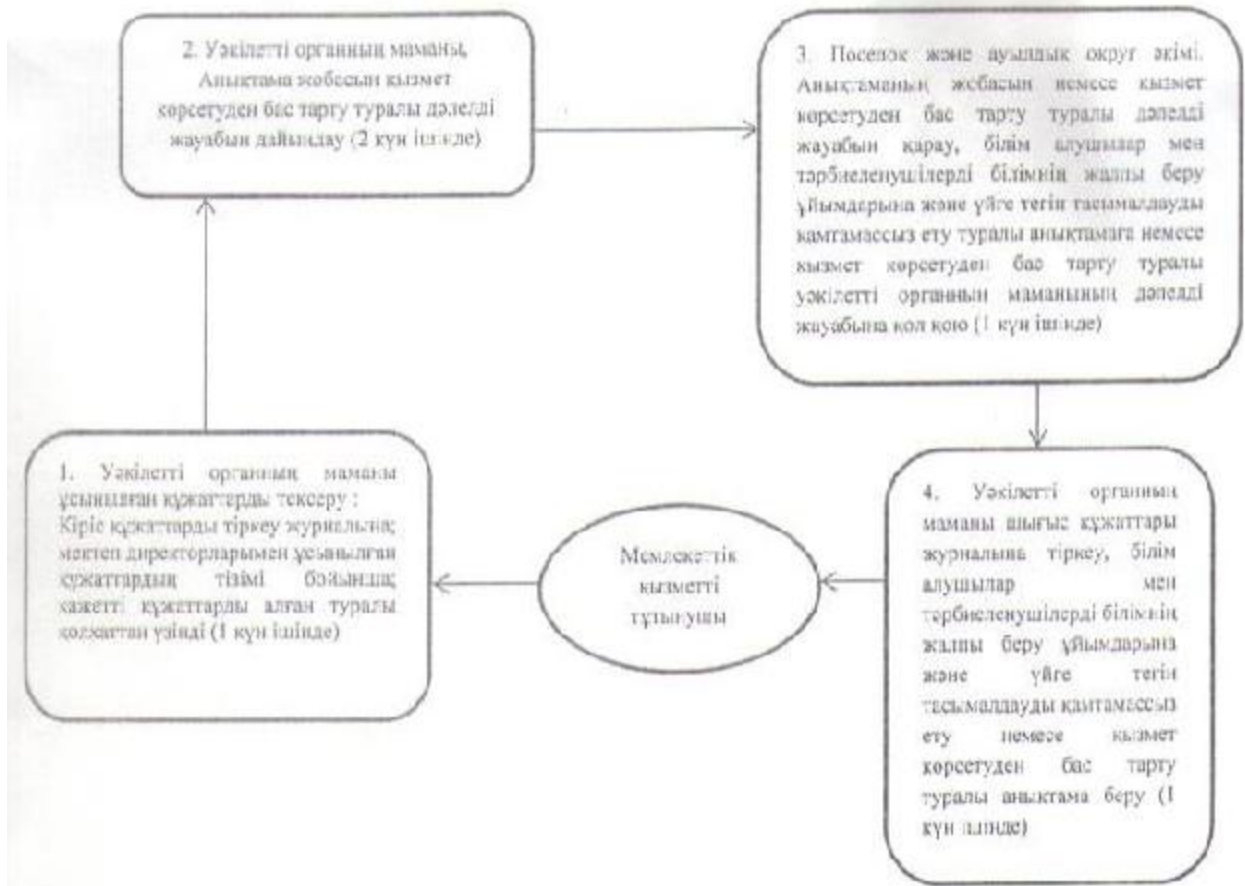 2. Уәкілетті органның маманы,
Анықтама жобасын қызмет
көрсетуден бас тарту туралы дәлелді
жауабын дайындау (2 күн ішінде)
3. Поселок және ауылдық округ әкімі.
Анықтаманың жобасын немесе қызмет
көрсетуден бас тарту туралы дәлелді
жауабын қарау, білім алушылар мен
тәрбиеленушілерді білімнің жалпы беру
ұйымдарына және үйге тегін тасымалдауды
қамтамассыз ету туралы анықтамаға немесе
қызмет көрсетуден бас тарту туралы
уәкілетті органның маманының дәлелді
жауабына қол қою (1 күн ішінде)
1. Уәкілетті органның маманы
ұсынылған құжаттарды тексеру :
Кіріс құжаттарды тіркеу журналына;
мектеп директорларымен ұсынылған
құжаттардың тізімі бойынша;
қажетті құжаттарды алған туралы
қолхаттан үзінді (1 күн ішінде)
Мемлекеттік
қызметті
тұтынушы
4. Уәкілетті органның
маманы шығыс құжаттары
журналына тіркеу, білім
алушылар мен
тәрбиеленушілерді білімнің
жалпы беру ұйымдарына
және үйге тегін
тасымалдауды қамтамассыз
ету немесе қызмет
көрсетуден бас тарту
туралы анықтама беру (1
күн ішінде)